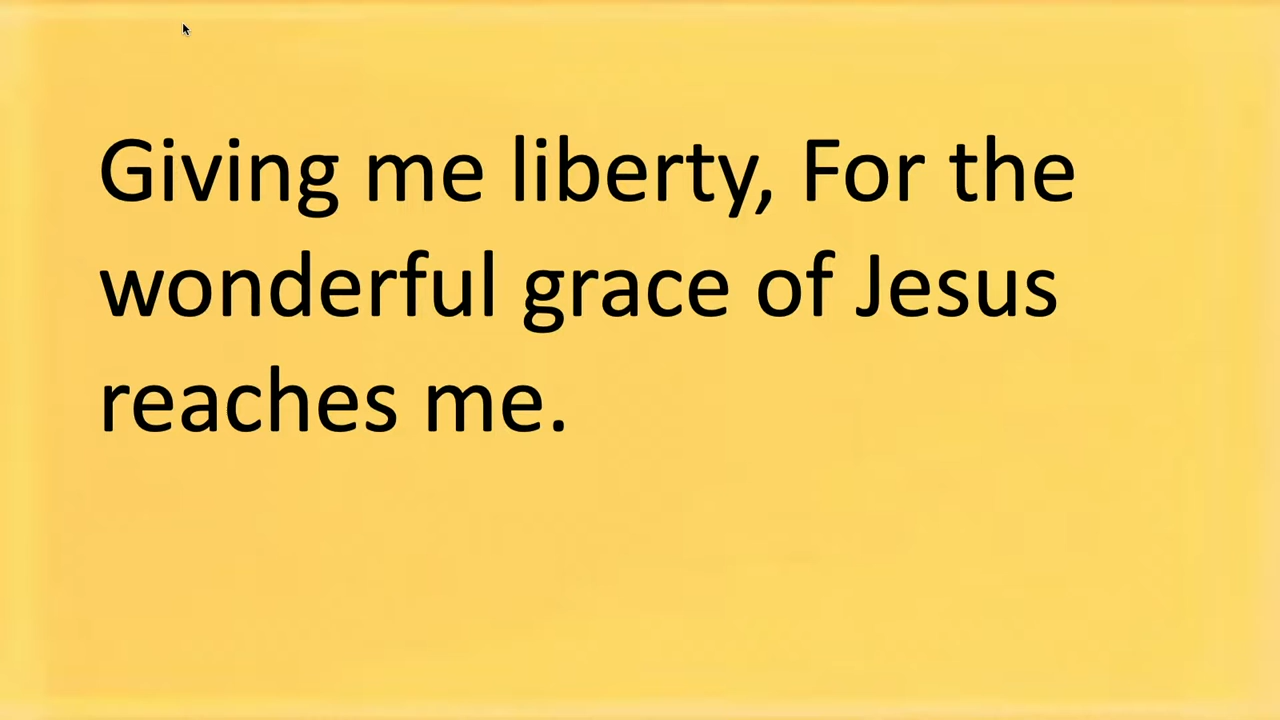 Giving me liberty, For the
wonderful grace of Jesus
reaches me.